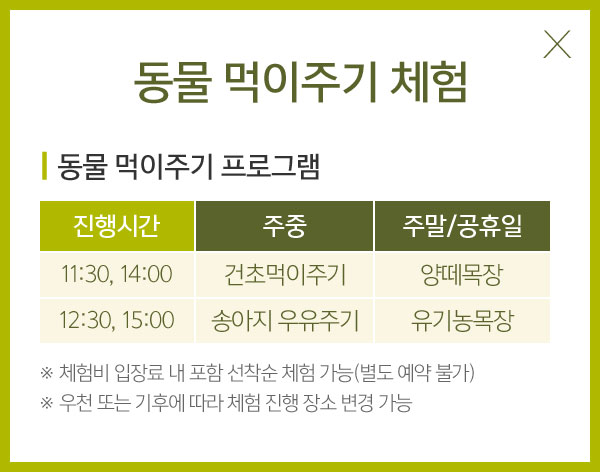 동물 먹이주기 체험
동물 먹이주기 프로그램
진행시간 주중 주말/공휴일
11:30, 14:00 건초먹이주기 양떼목장
12:30, 15:00 송아지 우유주기 유기농목장
※ 체험비 입장료 내 포함 선착순 체험 가능(별도 예약 불가)
※ 우천 또는 기후에 따라 체험 진행 장소 변경 가능